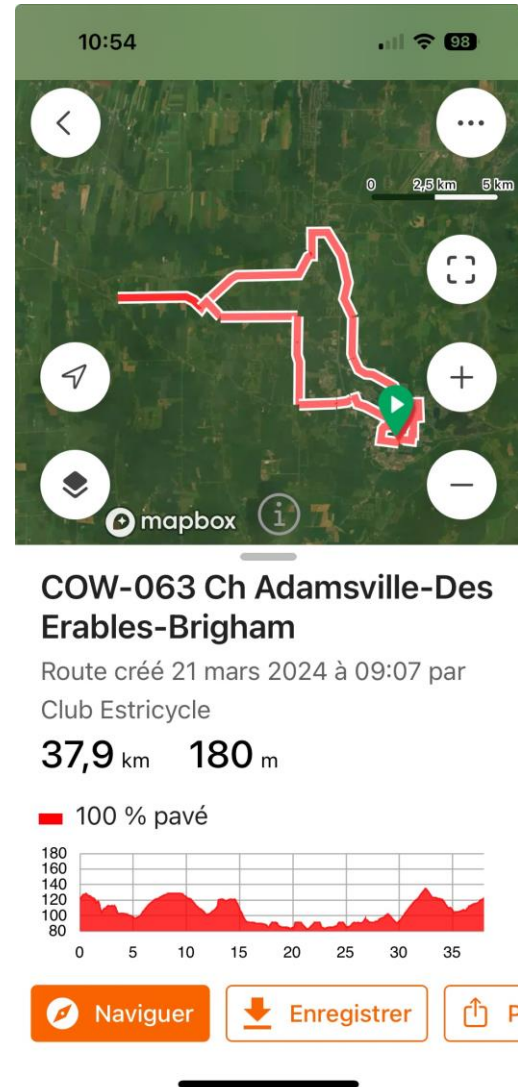 10:54
98
0 2,5 km 5 km
mapbox
i
COW-063 Ch Adamsville-Des
Erables-Brigham
Route créé 21 mars 2024 à 09:07 par
Club Estricycle
37,9 km 180 m
100 % pavé
180
160
140
120
100
80
0 5 10 15 20 25 30 35
Naviguer Enregistrer P